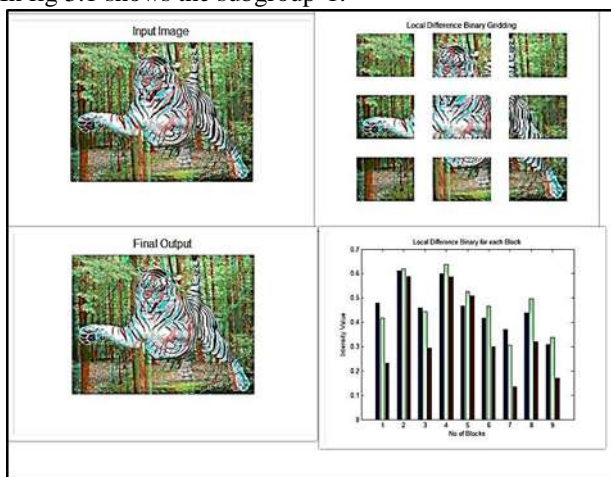 In fig 5.1 shows the subgroup-1.
Input Image
Local Difference Binary Gridding
Final Output
Local Difference Binary for each Block
0.7
0.6
0.5
0.4
0.3
0.2
0.1
0
Intensity Value
1 2 3 4 5 6 7 8 9
No of Blocks